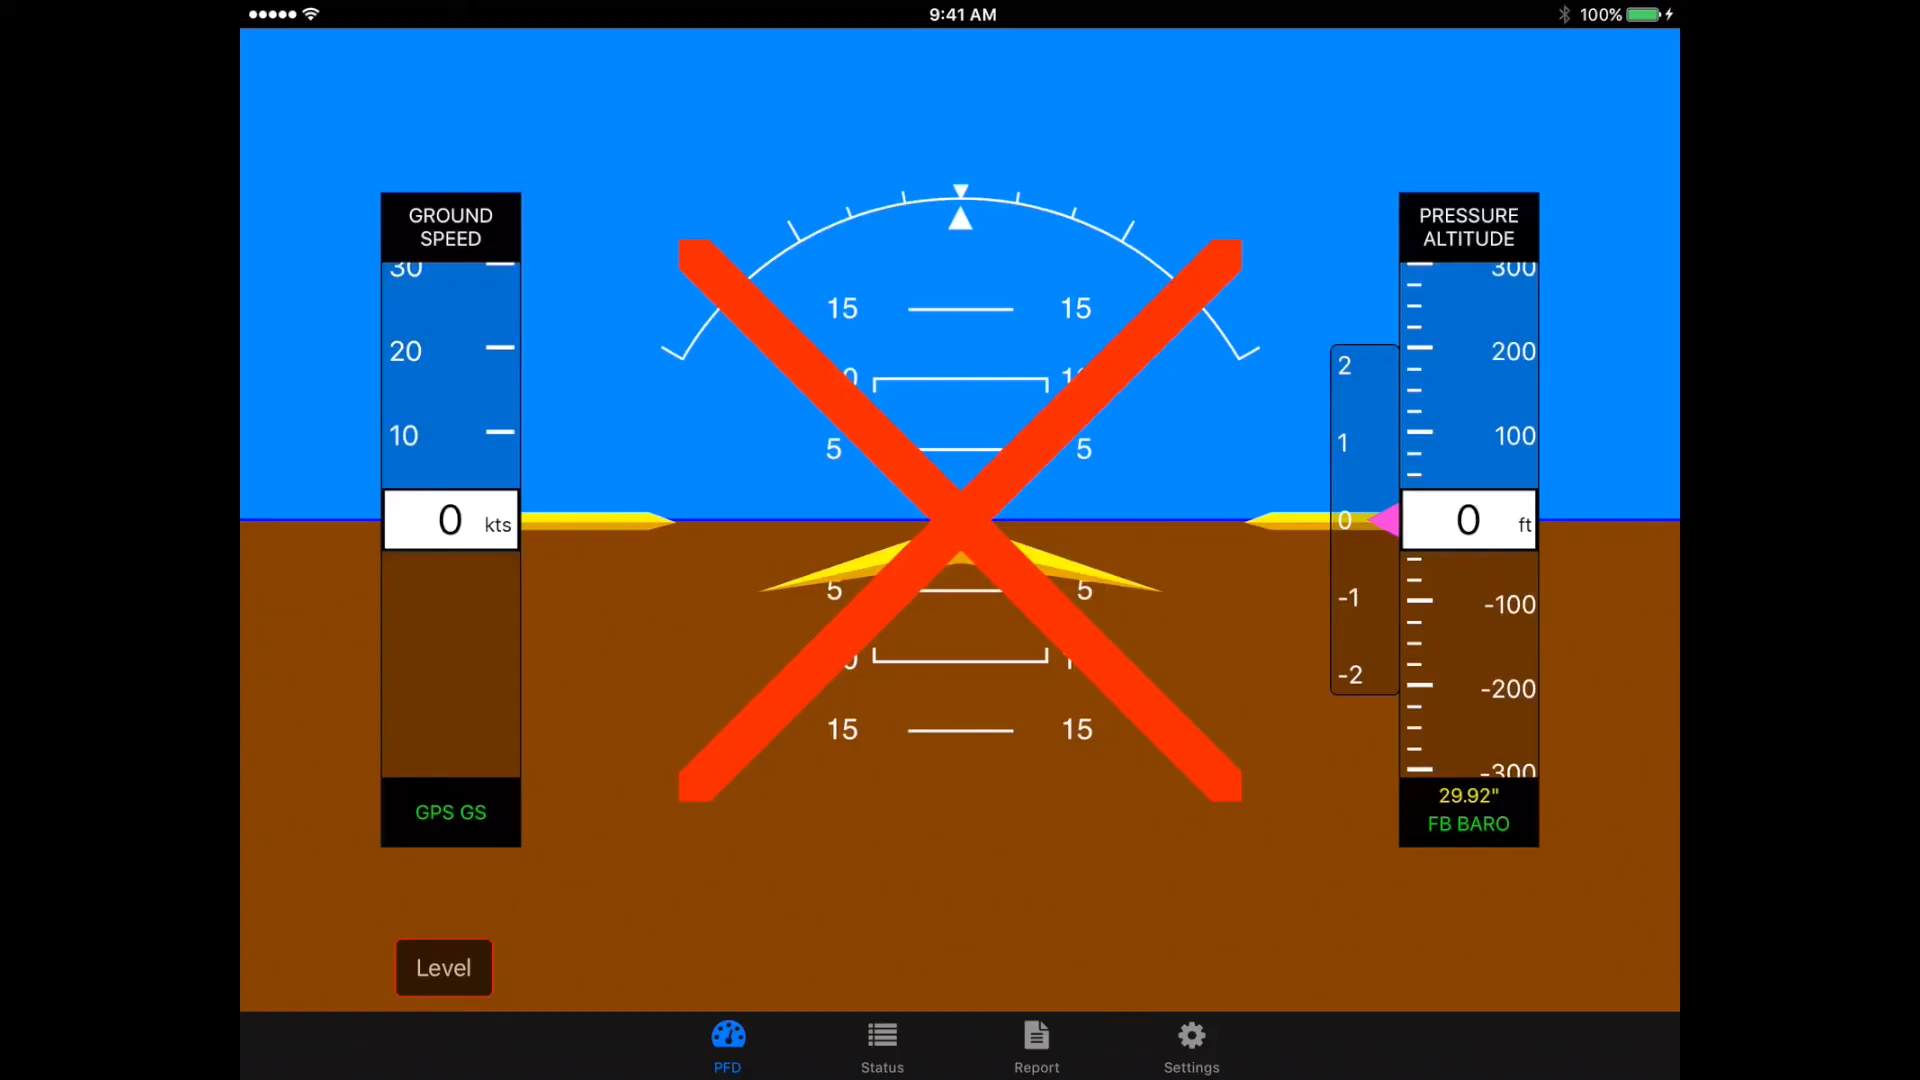 9:41 AM
100%
GROUND
SPEED
30
20
10
0 kts
GPS GS
15 15
5 5
5 5
15 15
2
1
0
-1
-2
PRESSURE
ALTITUDE
300
200
100
0 ft
-100
-200
-300
29.92"
FB BARO
Level
PFD
Status
Report
Settings